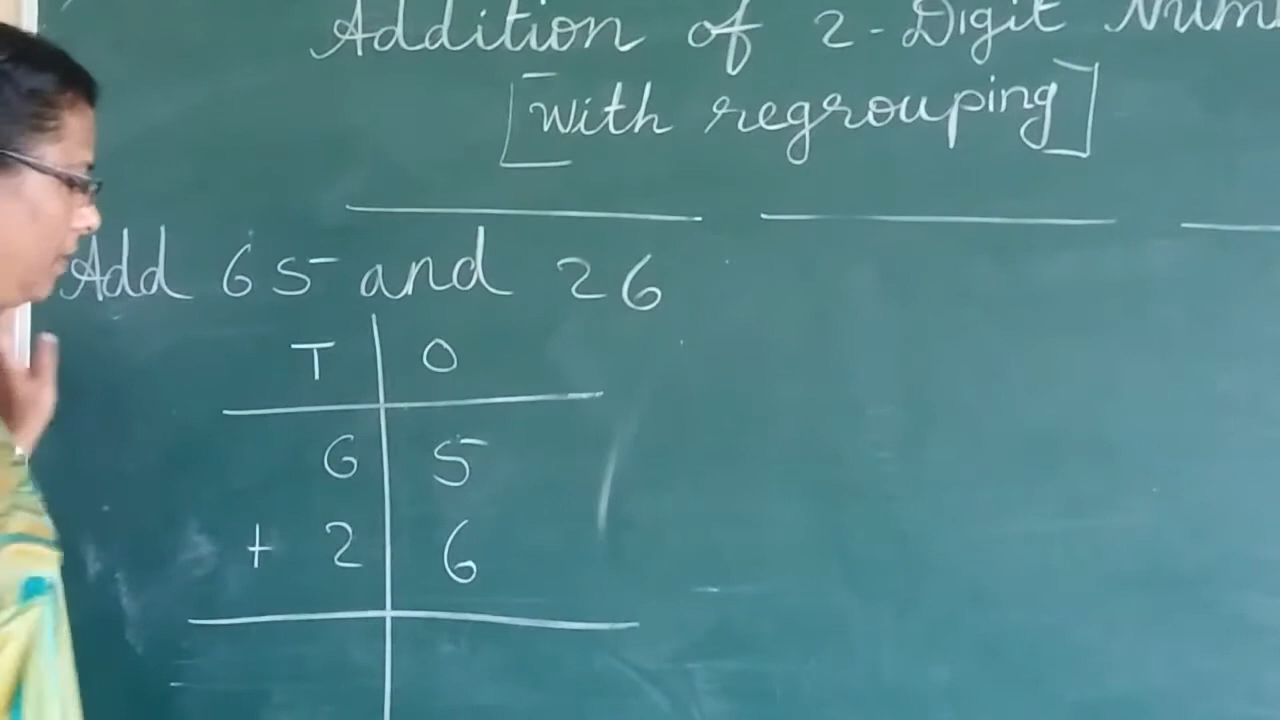 Addition of 2-Digit
[with regrouping]
Add 65 and 26
T O
6 5
+ 2 6